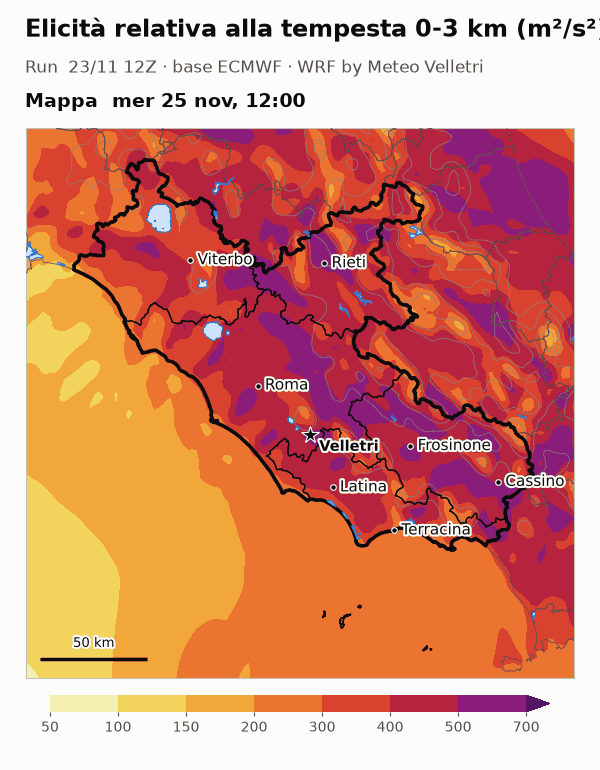 Elicità relativa alla tempesta 0-3 km (m²/s²)
Run 23/11 12Z · base ECMWF · WRF by Meteo Velletri
Mappa mer 25 nov, 12:00
Viterbo
Rieti
Roma
Velletri
Frosinone
Cassino
Latina
Terracina
50 km
50 100 150 200 300 400 500 700